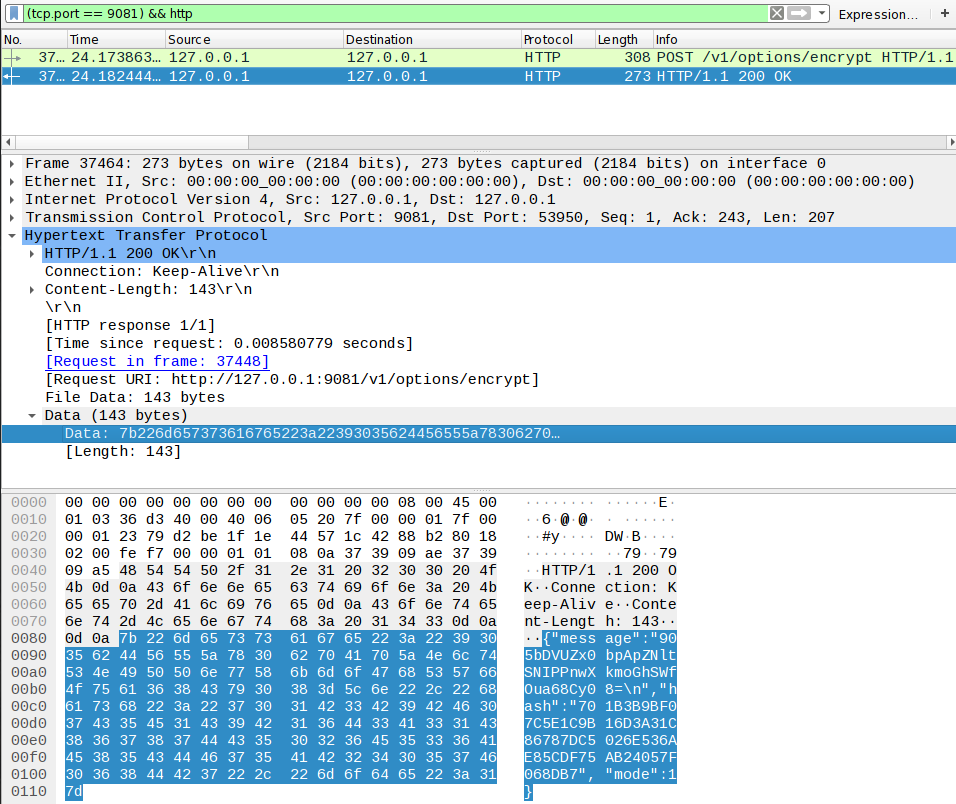 (tcp.port == 9081) && http Expression… +
No. Time Source Destination Protocol Length Info
37… 24.173863… 127.0.0.1 127.0.0.1 HTTP 308 POST /v1/options/encrypt HTTP/1.1
37… 24.182444… 127.0.0.1 127.0.0.1 HTTP 273 HTTP/1.1 200 OK
Frame 37464: 273 bytes on wire (2184 bits), 273 bytes captured (2184 bits) on interface 0
Ethernet II, Src: 00:00:00_00:00:00 (00:00:00:00:00:00), Dst: 00:00:00_00:00:00 (00:00:00:00:00:00)
Internet Protocol Version 4, Src: 127.0.0.1, Dst: 127.0.0.1
Transmission Control Protocol, Src Port: 9081, Dst Port: 53950, Seq: 1, Ack: 243, Len: 207
Hypertext Transfer Protocol
HTTP/1.1 200 OK\r\n
Connection: Keep-Alive\r\n
Content-Length: 143\r\n
\r\n
[HTTP response 1/1]
[Time since request: 0.008580779 seconds]
[Request in frame: 37448]
[Request URI: http://127.0.0.1:9081/v1/options/encrypt]
File Data: 143 bytes
Data (143 bytes)
Data: 7b226d657373616765223a22393035624456555a78306270…
[Length: 143]
0000 00 00 00 00 00 00 00 00 00 00 00 00 08 00 45 00 ········ ······E·
0010 01 03 36 d3 40 00 40 06 05 20 7f 00 00 01 7f 00 ··6·@·@· · ······
0020 00 01 23 79 d2 be 1f 1e 44 57 1c 42 88 b2 80 18 ··#y···· DW·B····
0030 02 00 fe f7 00 00 01 01 08 0a 37 39 09 ae 37 39 ········ ··79··79
0040 09 a5 48 54 54 50 2f 31 2e 31 20 32 30 30 20 4f ··HTTP/1 .1 200 O
0050 4b 0d 0a 43 6f 6e 6e 65 63 74 69 6f 6e 3a 20 4b K··Conne ction: K
0060 65 65 70 2d 41 6c 69 76 65 0d 0a 43 6f 6e 74 65 eep-Aliv e··Conte
0070 6e 74 2d 4c 65 6e 67 74 68 3a 20 31 34 33 0d 0a nt-Lengt h: 143··
0080 0d 0a 7b 22 6d 65 73 73 61 67 65 22 3a 22 39 30 ··{"mess age":"90
0090 35 62 44 56 55 5a 78 30 62 70 41 70 5a 4e 6c 74 5bDVUZx0 bpApZNlt
00a0 53 4e 49 50 50 6e 77 58 6b 6d 6f 47 68 53 57 66 SNIPPnwX kmoGhSWf
00b0 4f 75 61 36 38 43 79 30 38 3d 5c 6e 22 2c 22 68 Oua68Cy0 8=\n","h
00c0 61 73 68 22 3a 22 37 30 31 42 33 42 39 42 46 30 ash":"70 1B3B9BF0
00d0 37 43 35 45 31 43 39 42 31 36 44 33 41 33 31 43 7C5E1C9B 16D3A31C
00e0 38 36 37 38 37 44 43 35 30 32 36 45 35 33 36 41 86787DC5 026E536A
00f0 45 38 35 43 44 46 37 35 41 42 32 34 30 35 37 46 E85CDF75 AB24057F
0100 30 36 38 44 42 37 22 2c 22 6d 6f 64 65 22 3a 31 068DB7", "mode":1
0110 7d }